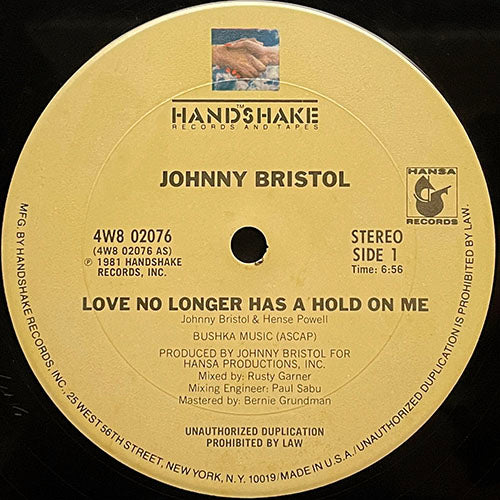 HANDSHAKE
TM
RECORDS AND TAPES
JOHNNY BRISTOL
HANSA
RECORDS
4W8 02076
(4W8 02076 AS)
℗ 1981 HANDSHAKE
RECORDS, INC.
STEREO
SIDE 1
Time: 6:56
LOVE NO LONGER HAS A HOLD ON ME
Johnny Bristol & Hense Powell
BUSHKA MUSIC (ASCAP)
PRODUCED BY JOHNNY BRISTOL FOR
HANSA PRODUCTIONS, INC.
Mixed by: Rusty Garner
Mixing Engineer: Paul Sabu
Mastered by: Bernie Grundman
UNAUTHORIZED DUPLICATION
PROHIBITED BY LAW
MFG. BY HANDSHAKE RECORDS, INC., 25 WEST 56TH STREET, NEW YORK, N.Y. 10019/MADE IN U.S.A./UNAUTHORIZED DUPLICATION IS PROHIBITED BY LAW.